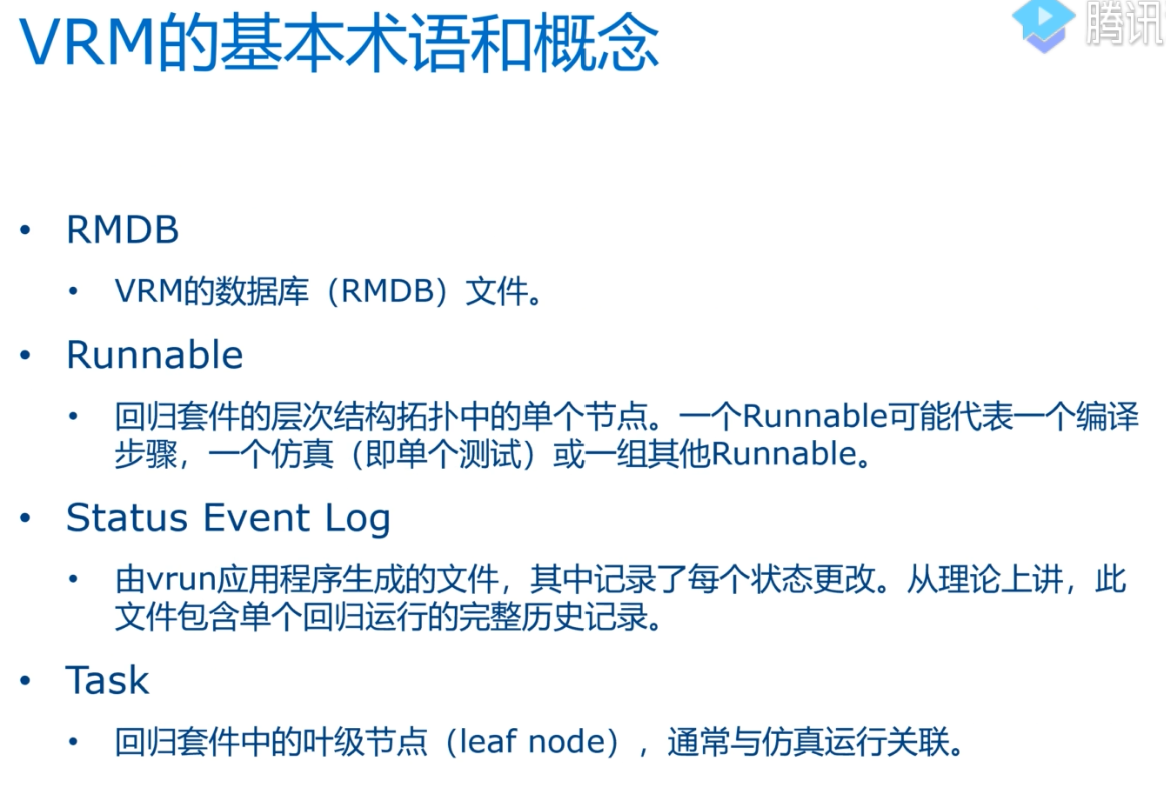 VRM的基本术语和概念
腾讯
• RMDB
• VRM的数据库（RMDB）文件。
• Runnable
• 回归套件的层次结构拓扑中的单个节点。一个Runnable可能代表一个编译
步骤，一个仿真（即单个测试）或一组其他Runnable。
• Status Event Log
• 由vrun应用程序生成的文件，其中记录了每个状态更改。从理论上讲，此
文件包含单个回归运行的完整历史记录。
• Task
• 回归套件中的叶级节点（leaf node），通常与仿真运行关联。